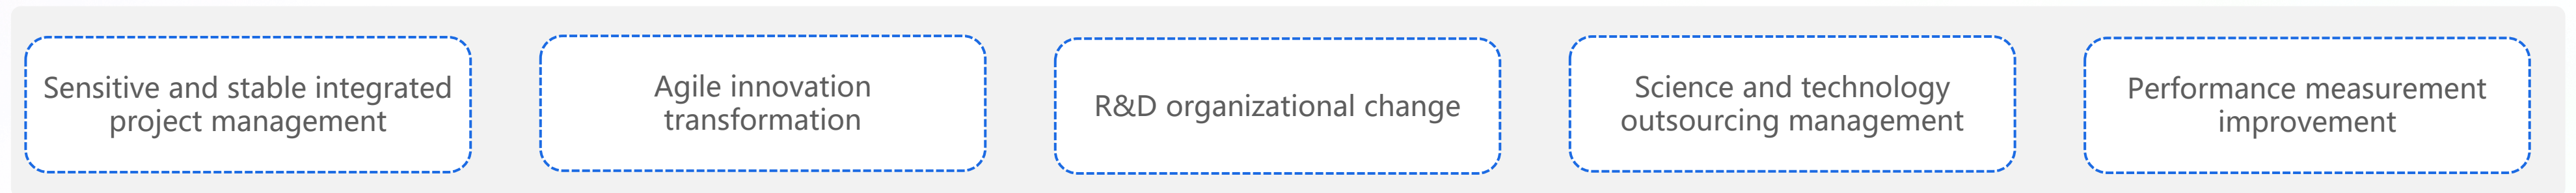 Sensitive and stable integrated
project management
Agile innovation
transformation
R&D organizational change
Science and technology
outsourcing management
Performance measurement
improvement